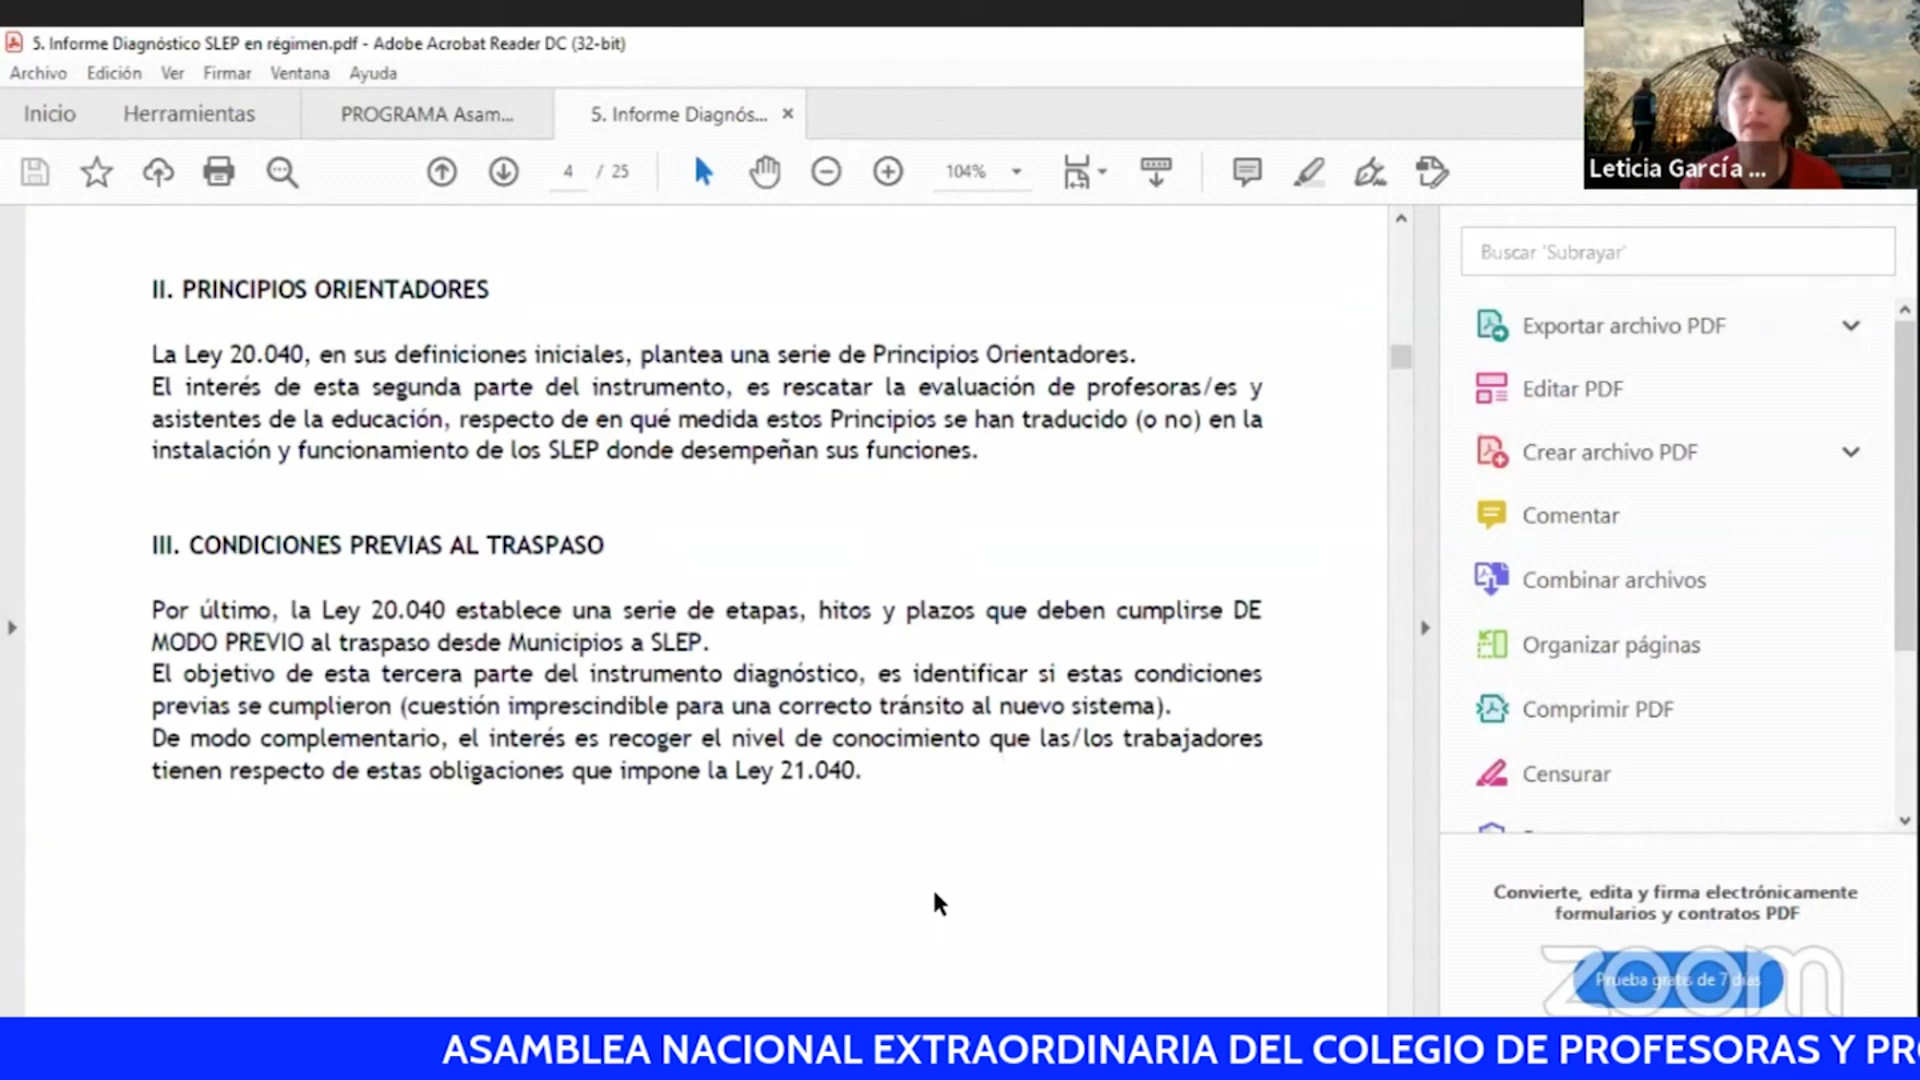 5. Informe Diagnóstico SLEP en régimen.pdf - Adobe Acrobat Reader DC (32-bit)
Archivo Edición Ver Firmar Ventana Ayuda
Inicio Herramientas PROGRAMA Asam... 5. Informe Diagnós... ×
4 / 25 104%
Leticia García ...
Buscar 'Subrayar'
II. PRINCIPIOS ORIENTADORES
La Ley 20.040, en sus definiciones iniciales, plantea una serie de Principios Orientadores.
El interés de esta segunda parte del instrumento, es rescatar la evaluación de profesoras/es y
asistentes de la educación, respecto de en qué medida estos Principios se han traducido (o no) en la
instalación y funcionamiento de los SLEP donde desempeñan sus funciones.
III. CONDICIONES PREVIAS AL TRASPASO
Por último, la Ley 20.040 establece una serie de etapas, hitos y plazos que deben cumplirse DE
MODO PREVIO al traspaso desde Municipios a SLEP.
El objetivo de esta tercera parte del instrumento diagnóstico, es identificar si estas condiciones
previas se cumplieron (cuestión imprescindible para una correcto tránsito al nuevo sistema).
De modo complementario, el interés es recoger el nivel de conocimiento que las/los trabajadores
tienen respecto de estas obligaciones que impone la Ley 21.040.
Exportar archivo PDF
Editar PDF
Crear archivo PDF
Comentar
Combinar archivos
Organizar páginas
Comprimir PDF
Censurar
Convierte, edita y firma electrónicamente
formularios y contratos PDF
Prueba gratis de 7 días
zoom
ASAMBLEA NACIONAL EXTRAORDINARIA DEL COLEGIO DE PROFESORAS Y PR